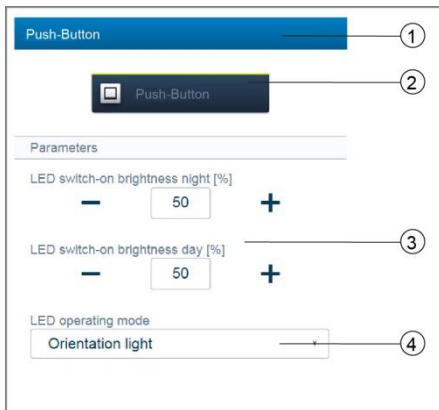 Push-Button
1
Push-Button
2
Parameters
LED switch-on brightness night [%]
50
LED switch-on brightness day [%]
3
50
LED operating mode
Orientation light
4